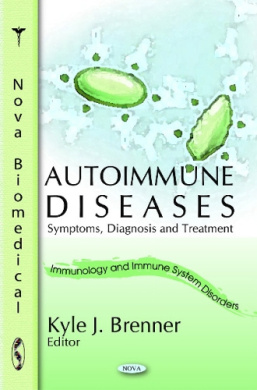 Nova Biomedical
AUTOIMMUNE
DISEASES
Symptoms, Diagnosis and Treatment
Immunology and Immune System Disorders
Kyle J. Brenner
Editor
NOVA